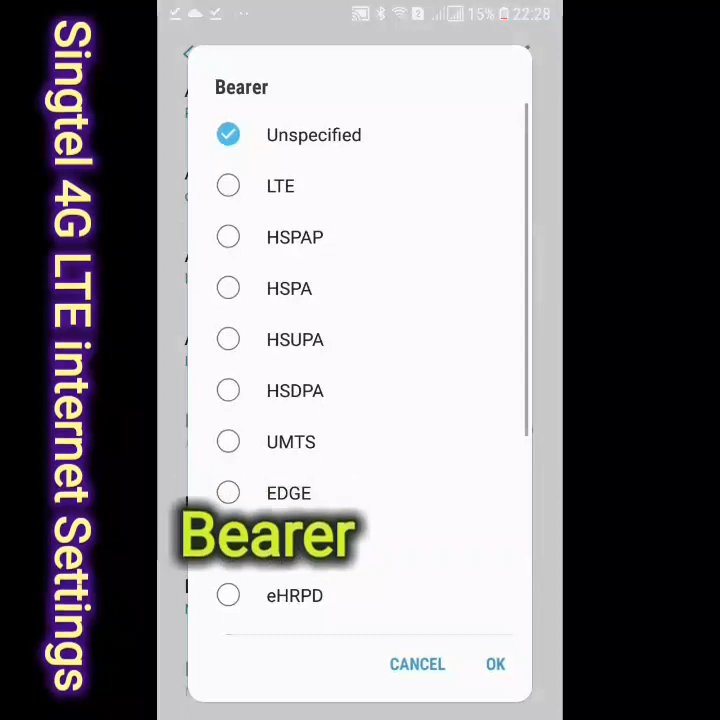 Singtel 4G LTE internet Settings
15% 22.28
Bearer
Unspecified
LTE
HSPAP
HSPA
HSUPA
HSDPA
UMTS
EDGE
Bearer
eHRPD
CANCEL
OK